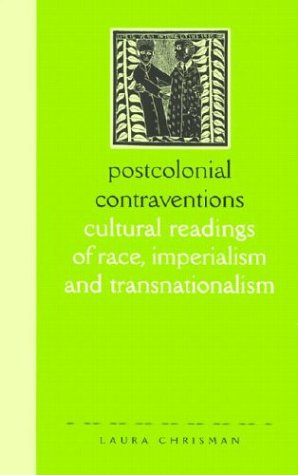 postcolonial
contraventions
cultural readings
of race, imperialism
and transnationalism
LAURA CHRISMAN